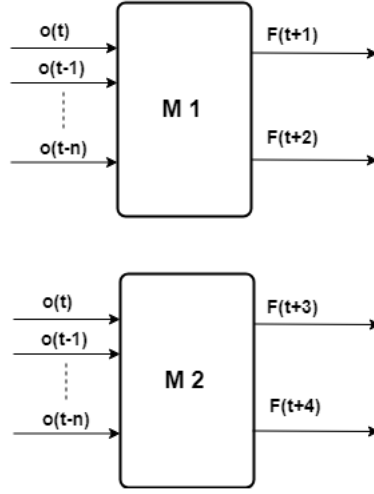 o(t)
F(t+1)
o(t-1)
M 1
F(t+2)
o(t-n)
o(t)
F(t+3)
o(t-1)
M 2
F(t+4)
o(t-n)